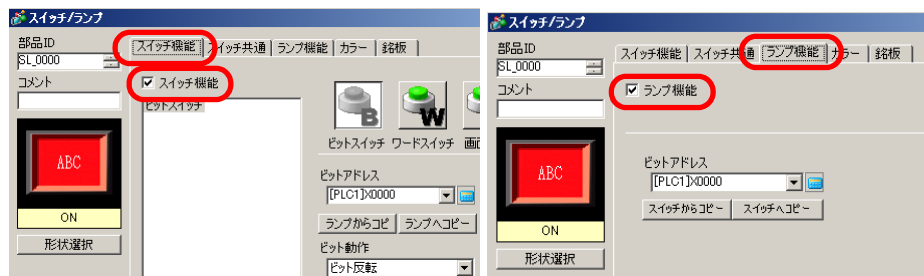 スイッチ/ランプ
部品ID
SL_0000
コメント
ABC
ON
形状選択
スイッチ機能 スイッチ共通 ランプ機能 カラー 銘板
スイッチ機能
ビットスイッチ
B
W
ビットスイッチ ワードスイッチ 画面
ビットアドレス
[PLC1]X0000
ランプからコピ ランプへコピー
ビット動作
ビット反転
スイッチ/ランプ
部品ID
SL_0000
コメント
ABC
ON
形状選択
スイッチ機能 スイッチ共通 ランプ機能 カラー 銘板
ランプ機能
ビットアドレス
[PLC1]X0000
スイッチからコピー スイッチへコピー